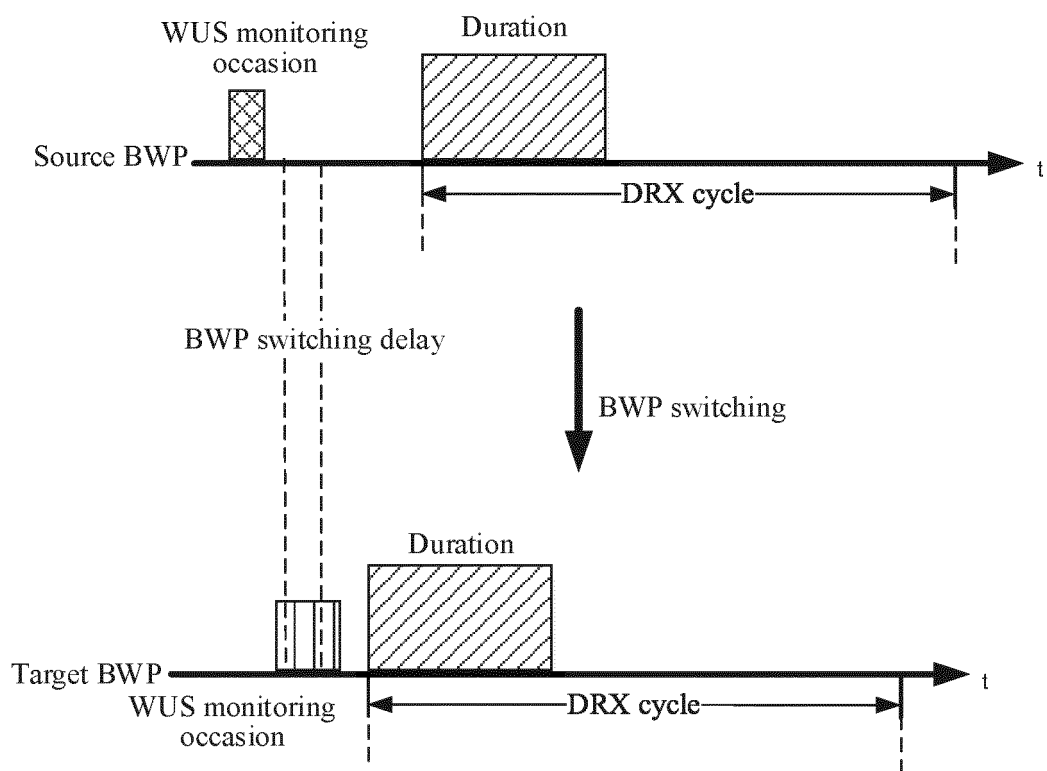 WUS monitoring
occasion
Duration
Source BWP
t
DRX cycle
BWP switching delay
BWP switching
Duration
Target BWP
t
WUS monitoring
occasion
DRX cycle